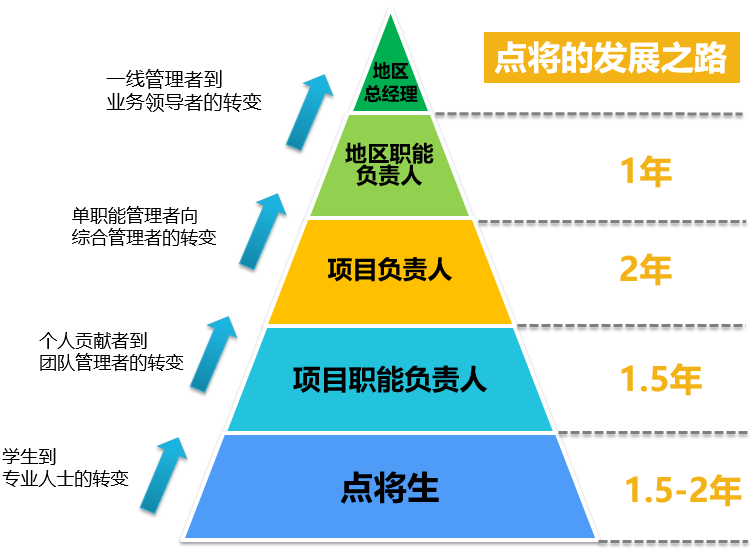 点将的发展之路
地区
总经理
一线管理者到
业务领导者的转变
地区职能
负责人
1年
单职能管理者向
综合管理者的转变
项目负责人
2年
个人贡献者到
团队管理者的转变
项目职能负责人
1.5年
学生到
专业人士的转变
点将生
1.5-2年